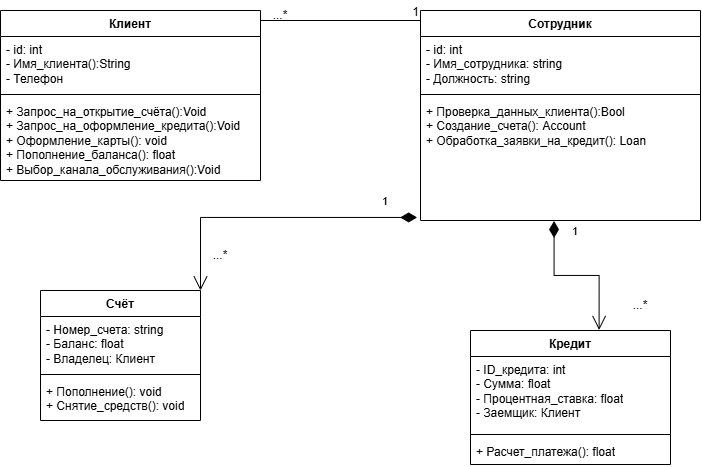 Клиент
- id: int
- Имя_клиента():String
- Телефон
+ Запрос_на_открытие_счёта():Void
+ Запрос_на_оформление_кредита():Void
+ Оформление_карты(): void
+ Пополнение_баланса(): float
+ Выбор_канала_обслуживания():Void
...*
1
Сотрудник
- id: int
- Имя_сотрудника: string
- Должность: string
+ Проверка_данных_клиента():Bool
+ Создание_счета(): Account
+ Обработка_заявки_на_кредит(): Loan
1
...*
1
...*
Счёт
- Номер_счета: string
- Баланс: float
- Владелец: Клиент
+ Пополнение(): void
+ Снятие_средств(): void
Кредит
- ID_кредита: int
- Сумма: float
- Процентная_ставка: float
- Заемщик: Клиент
+ Расчет_платежа(): float